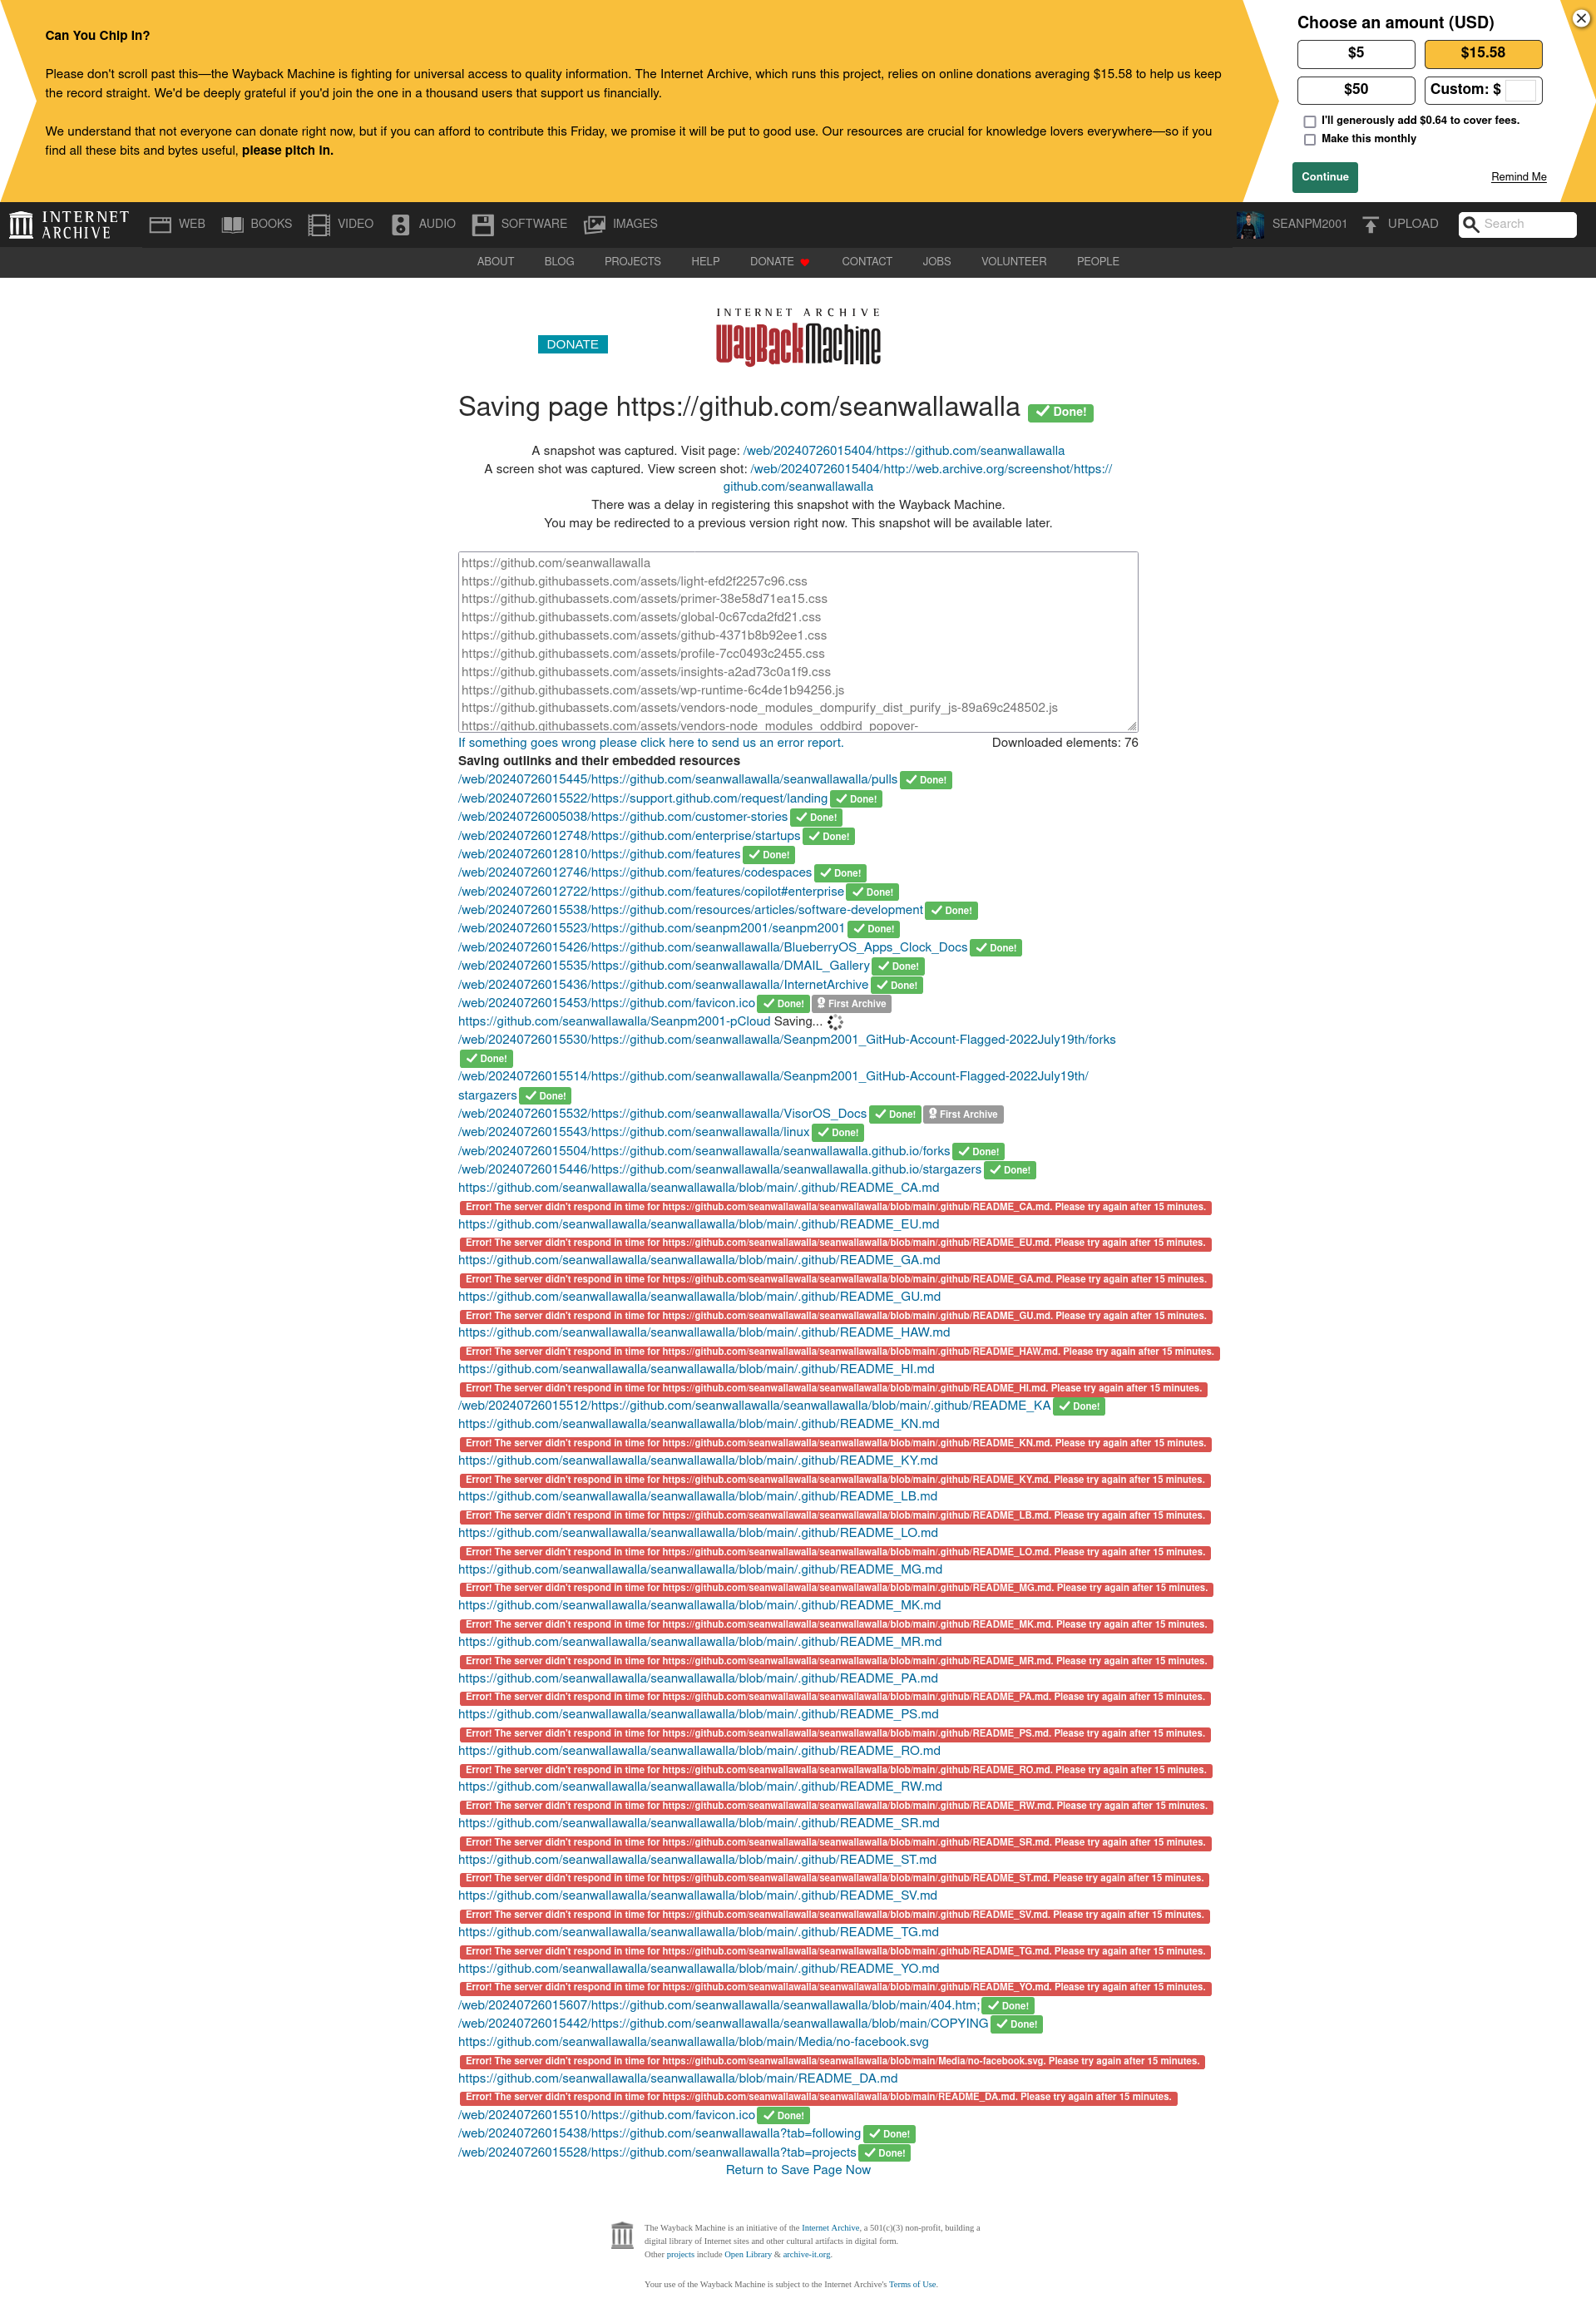 Can You Chip In?
Please don't scroll past this—the Wayback Machine is fighting for universal access to quality information. The Internet Archive, which runs this project, relies on online donations averaging $15.58 to help us keep
the record straight. We'd be deeply grateful if you'd join the one in a thousand users that support us financially.
We understand that not everyone can donate right now, but if you can afford to contribute this Friday, we promise it will be put to good use. Our resources are crucial for knowledge lovers everywhere—so if you
find all these bits and bytes useful, please pitch in.
Choose an amount (USD)
$5 $15.58
$50 Custom: $
I'll generously add $0.64 to cover fees.
Make this monthly
Continue Remind Me
INTERNET ARCHIVE WEB BOOKS VIDEO AUDIO SOFTWARE IMAGES SEANPM2001 UPLOAD Search
ABOUT BLOG PROJECTS HELP DONATE CONTACT JOBS VOLUNTEER PEOPLE
INTERNET ARCHIVE
WayBackMachine
DONATE
Saving page https://github.com/seanwallawalla Done!
A snapshot was captured. Visit page: /web/20240726015404/https://github.com/seanwallawalla
A screen shot was captured. View screen shot: /web/20240726015404/http://web.archive.org/screenshot/https://
github.com/seanwallawalla
There was a delay in registering this snapshot with the Wayback Machine.
You may be redirected to a previous version right now. This snapshot will be available later.
https://github.com/seanwallawalla
https://github.githubassets.com/assets/light-efd2f2257c96.css
https://github.githubassets.com/assets/primer-38e58d71ea15.css
https://github.githubassets.com/assets/global-0c67cda2fd21.css
https://github.githubassets.com/assets/github-4371b8b92ee1.css
https://github.githubassets.com/assets/profile-7cc0493c2455.css
https://github.githubassets.com/assets/insights-a2ad73c0a1f9.css
https://github.githubassets.com/assets/wp-runtime-6c4de1b94256.js
https://github.githubassets.com/assets/vendors-node_modules_dompurify_dist_purify_js-89a69c248502.js
https://github.githubassets.com/assets/vendors-node_modules_oddbird_popover-
If something goes wrong please click here to send us an error report. Downloaded elements: 76
Saving outlinks and their embedded resources
/web/20240726015445/https://github.com/seanwallawalla/seanwallawalla/pulls Done!
/web/20240726015522/https://support.github.com/request/landing Done!
/web/20240726005038/https://github.com/customer-stories Done!
/web/20240726012748/https://github.com/enterprise/startups Done!
/web/20240726012810/https://github.com/features Done!
/web/20240726012746/https://github.com/features/codespaces Done!
/web/20240726012722/https://github.com/features/copilot#enterprise Done!
/web/20240726015538/https://github.com/resources/articles/software-development Done!
/web/20240726015523/https://github.com/seanpm2001/seanpm2001 Done!
/web/20240726015426/https://github.com/seanwallawalla/BlueberryOS_Apps_Clock_Docs Done!
/web/20240726015535/https://github.com/seanwallawalla/DMAIL_Gallery Done!
/web/20240726015436/https://github.com/seanwallawalla/InternetArchive Done!
/web/20240726015453/https://github.com/favicon.ico Done! First Archive
https://github.com/seanwallawalla/Seanpm2001-pCloud Saving...
/web/20240726015530/https://github.com/seanwallawalla/Seanpm2001_GitHub-Account-Flagged-2022July19th/forks
Done!
/web/20240726015514/https://github.com/seanwallawalla/Seanpm2001_GitHub-Account-Flagged-2022July19th/
stargazers Done!
/web/20240726015532/https://github.com/seanwallawalla/VisorOS_Docs Done! First Archive
/web/20240726015543/https://github.com/seanwallawalla/linux Done!
/web/20240726015504/https://github.com/seanwallawalla/seanwallawalla.github.io/forks Done!
/web/20240726015446/https://github.com/seanwallawalla/seanwallawalla.github.io/stargazers Done!
https://github.com/seanwallawalla/seanwallawalla/blob/main/.github/README_CA.md
Error! The server didn't respond in time for https://github.com/seanwallawalla/seanwallawalla/blob/main/.github/README_CA.md. Please try again after 15 minutes.
https://github.com/seanwallawalla/seanwallawalla/blob/main/.github/README_EU.md
Error! The server didn't respond in time for https://github.com/seanwallawalla/seanwallawalla/blob/main/.github/README_EU.md. Please try again after 15 minutes.
https://github.com/seanwallawalla/seanwallawalla/blob/main/.github/README_GA.md
Error! The server didn't respond in time for https://github.com/seanwallawalla/seanwallawalla/blob/main/.github/README_GA.md. Please try again after 15 minutes.
https://github.com/seanwallawalla/seanwallawalla/blob/main/.github/README_GU.md
Error! The server didn't respond in time for https://github.com/seanwallawalla/seanwallawalla/blob/main/.github/README_GU.md. Please try again after 15 minutes.
https://github.com/seanwallawalla/seanwallawalla/blob/main/.github/README_HAW.md
Error! The server didn't respond in time for https://github.com/seanwallawalla/seanwallawalla/blob/main/.github/README_HAW.md. Please try again after 15 minutes.
https://github.com/seanwallawalla/seanwallawalla/blob/main/.github/README_HI.md
Error! The server didn't respond in time for https://github.com/seanwallawalla/seanwallawalla/blob/main/.github/README_HI.md. Please try again after 15 minutes.
/web/20240726015512/https://github.com/seanwallawalla/seanwallawalla/blob/main/.github/README_KA Done!
https://github.com/seanwallawalla/seanwallawalla/blob/main/.github/README_KN.md
Error! The server didn't respond in time for https://github.com/seanwallawalla/seanwallawalla/blob/main/.github/README_KN.md. Please try again after 15 minutes.
https://github.com/seanwallawalla/seanwallawalla/blob/main/.github/README_KY.md
Error! The server didn't respond in time for https://github.com/seanwallawalla/seanwallawalla/blob/main/.github/README_KY.md. Please try again after 15 minutes.
https://github.com/seanwallawalla/seanwallawalla/blob/main/.github/README_LB.md
Error! The server didn't respond in time for https://github.com/seanwallawalla/seanwallawalla/blob/main/.github/README_LB.md. Please try again after 15 minutes.
https://github.com/seanwallawalla/seanwallawalla/blob/main/.github/README_LO.md
Error! The server didn't respond in time for https://github.com/seanwallawalla/seanwallawalla/blob/main/.github/README_LO.md. Please try again after 15 minutes.
https://github.com/seanwallawalla/seanwallawalla/blob/main/.github/README_MG.md
Error! The server didn't respond in time for https://github.com/seanwallawalla/seanwallawalla/blob/main/.github/README_MG.md. Please try again after 15 minutes.
https://github.com/seanwallawalla/seanwallawalla/blob/main/.github/README_MK.md
Error! The server didn't respond in time for https://github.com/seanwallawalla/seanwallawalla/blob/main/.github/README_MK.md. Please try again after 15 minutes.
https://github.com/seanwallawalla/seanwallawalla/blob/main/.github/README_MR.md
Error! The server didn't respond in time for https://github.com/seanwallawalla/seanwallawalla/blob/main/.github/README_MR.md. Please try again after 15 minutes.
https://github.com/seanwallawalla/seanwallawalla/blob/main/.github/README_PA.md
Error! The server didn't respond in time for https://github.com/seanwallawalla/seanwallawalla/blob/main/.github/README_PA.md. Please try again after 15 minutes.
https://github.com/seanwallawalla/seanwallawalla/blob/main/.github/README_PS.md
Error! The server didn't respond in time for https://github.com/seanwallawalla/seanwallawalla/blob/main/.github/README_PS.md. Please try again after 15 minutes.
https://github.com/seanwallawalla/seanwallawalla/blob/main/.github/README_RO.md
Error! The server didn't respond in time for https://github.com/seanwallawalla/seanwallawalla/blob/main/.github/README_RO.md. Please try again after 15 minutes.
https://github.com/seanwallawalla/seanwallawalla/blob/main/.github/README_RW.md
Error! The server didn't respond in time for https://github.com/seanwallawalla/seanwallawalla/blob/main/.github/README_RW.md. Please try again after 15 minutes.
https://github.com/seanwallawalla/seanwallawalla/blob/main/.github/README_SR.md
Error! The server didn't respond in time for https://github.com/seanwallawalla/seanwallawalla/blob/main/.github/README_SR.md. Please try again after 15 minutes.
https://github.com/seanwallawalla/seanwallawalla/blob/main/.github/README_ST.md
Error! The server didn't respond in time for https://github.com/seanwallawalla/seanwallawalla/blob/main/.github/README_ST.md. Please try again after 15 minutes.
https://github.com/seanwallawalla/seanwallawalla/blob/main/.github/README_SV.md
Error! The server didn't respond in time for https://github.com/seanwallawalla/seanwallawalla/blob/main/.github/README_SV.md. Please try again after 15 minutes.
https://github.com/seanwallawalla/seanwallawalla/blob/main/.github/README_TG.md
Error! The server didn't respond in time for https://github.com/seanwallawalla/seanwallawalla/blob/main/.github/README_TG.md. Please try again after 15 minutes.
https://github.com/seanwallawalla/seanwallawalla/blob/main/.github/README_YO.md
Error! The server didn't respond in time for https://github.com/seanwallawalla/seanwallawalla/blob/main/.github/README_YO.md. Please try again after 15 minutes.
/web/20240726015607/https://github.com/seanwallawalla/seanwallawalla/blob/main/404.htm; Done!
/web/20240726015442/https://github.com/seanwallawalla/seanwallawalla/blob/main/COPYING Done!
https://github.com/seanwallawalla/seanwallawalla/blob/main/Media/no-facebook.svg
Error! The server didn't respond in time for https://github.com/seanwallawalla/seanwallawalla/blob/main/Media/no-facebook.svg. Please try again after 15 minutes.
https://github.com/seanwallawalla/seanwallawalla/blob/main/README_DA.md
Error! The server didn't respond in time for https://github.com/seanwallawalla/seanwallawalla/blob/main/README_DA.md. Please try again after 15 minutes.
/web/20240726015510/https://github.com/favicon.ico Done!
/web/20240726015438/https://github.com/seanwallawalla?tab=following Done!
/web/20240726015528/https://github.com/seanwallawalla?tab=projects Done!
Return to Save Page Now
The Wayback Machine is an initiative of the Internet Archive, a 501(c)(3) non-profit, building a
digital library of Internet sites and other cultural artifacts in digital form.
Other projects include Open Library & archive-it.org.
Your use of the Wayback Machine is subject to the Internet Archive's Terms of Use.